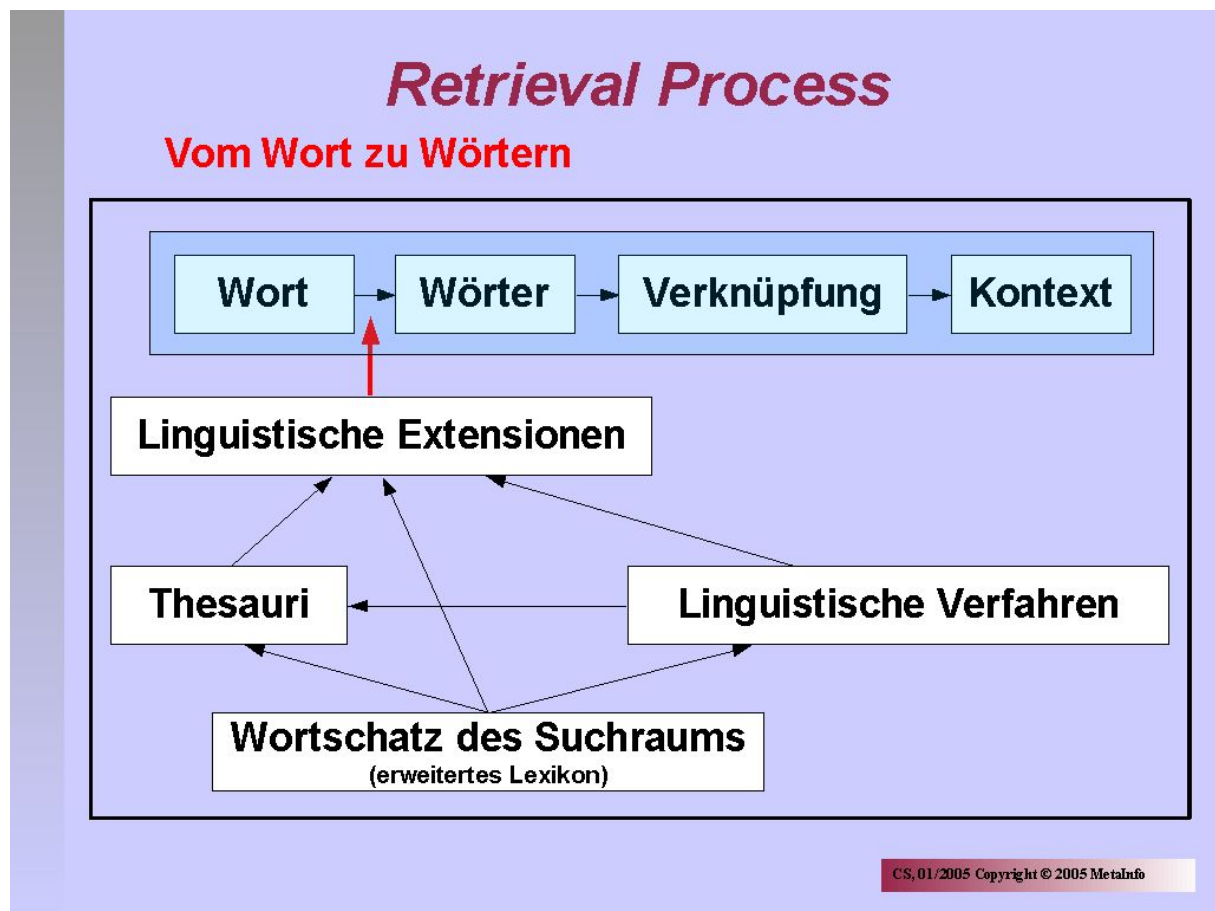 Retrieval Process
Vom Wort zu Wörtern
Wort
Wörter
Verknüpfung
Kontext
Linguistische Extensionen
Thesauri
Linguistische Verfahren
Wortschatz des Suchraums
(erweitertes Lexikon)
CS, 01/2005 Copyright © 2005 MetaInfo